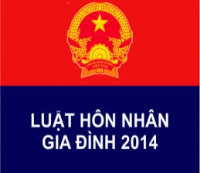 LUẬT HÔN NHÂN
GIA ĐÌNH 2014